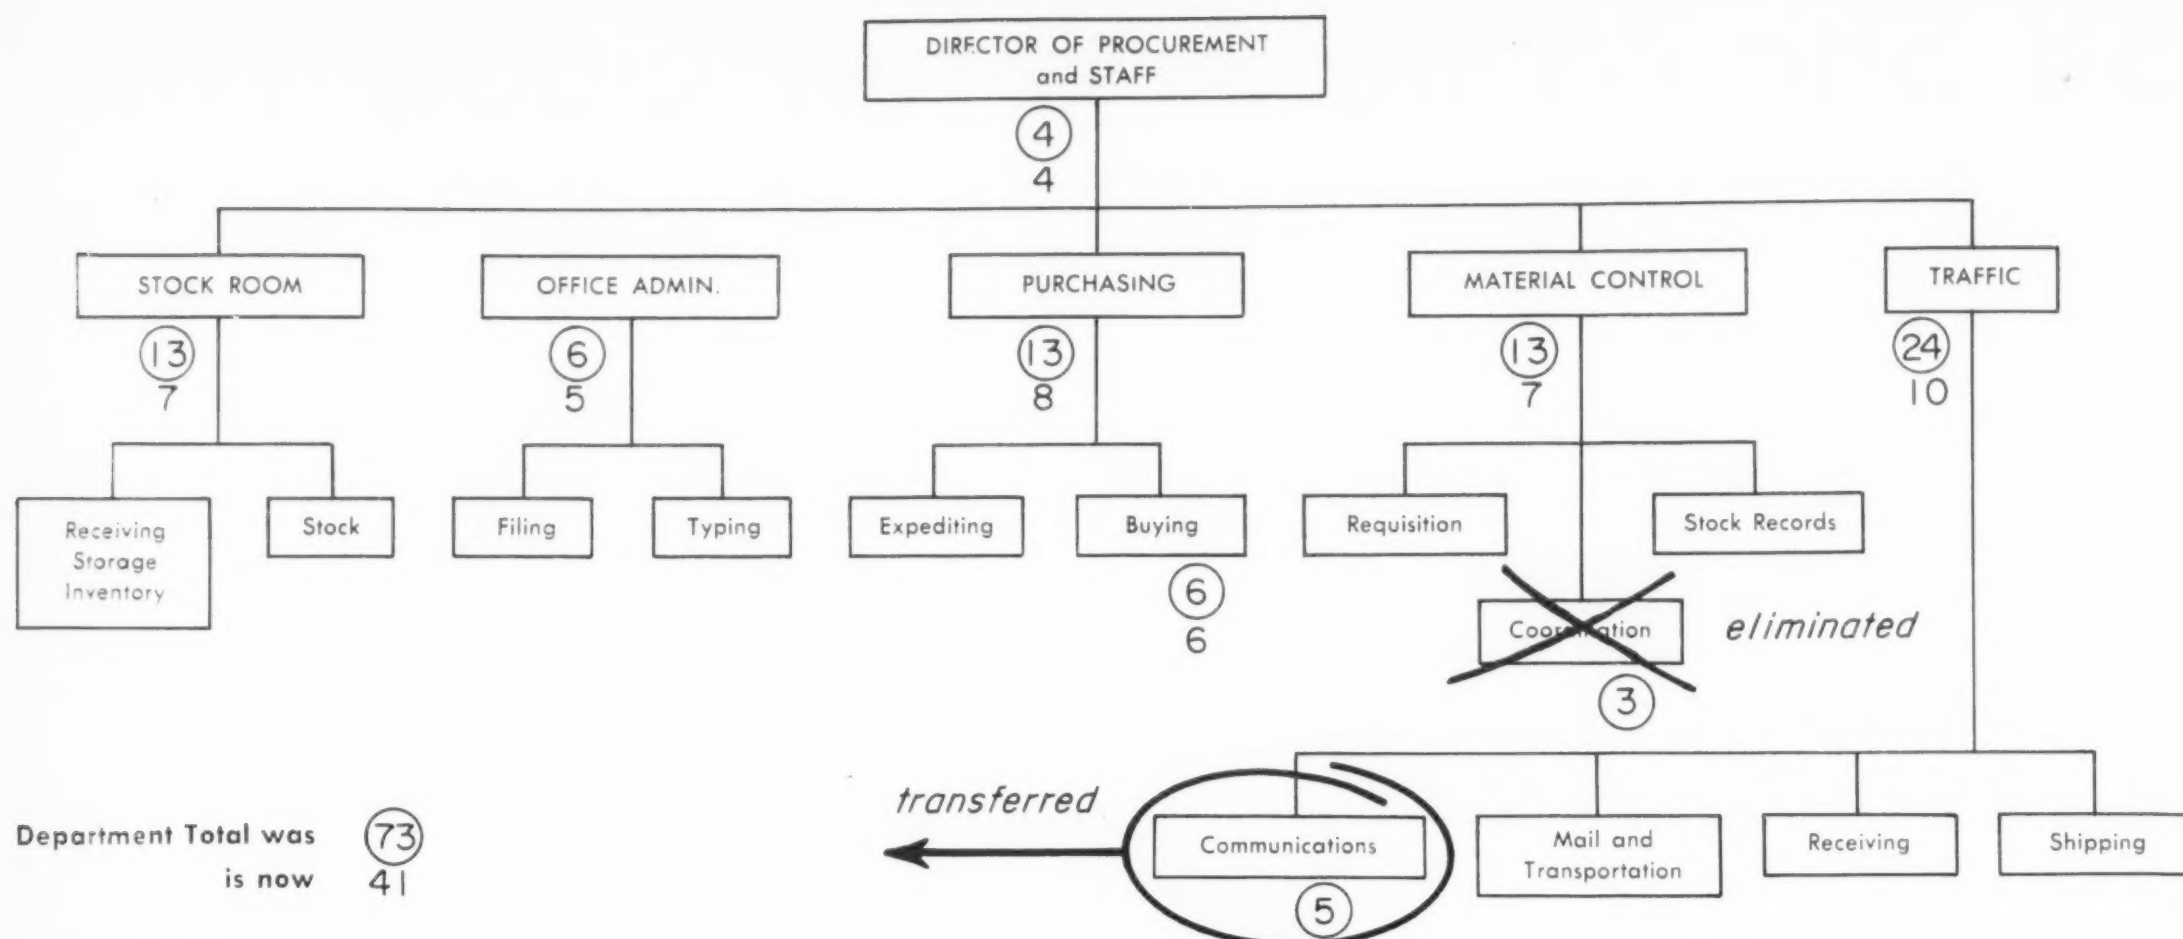 DIRECTOR OF PROCUREMENT
and STAFF
4
4
STOCK ROOM
13
7
OFFICE ADMIN.
6
5
PURCHASING
13
8
MATERIAL CONTROL
13
7
TRAFFIC
24
10
Receiving
Storage
Inventory
Stock
Filing
Typing
Expediting
Buying
6
6
Requisition
Stock Records
Coordination
eliminated
3
transferred
Communications
5
Mail and
Transportation
Receiving
Shipping
Department Total was 73
is now 41